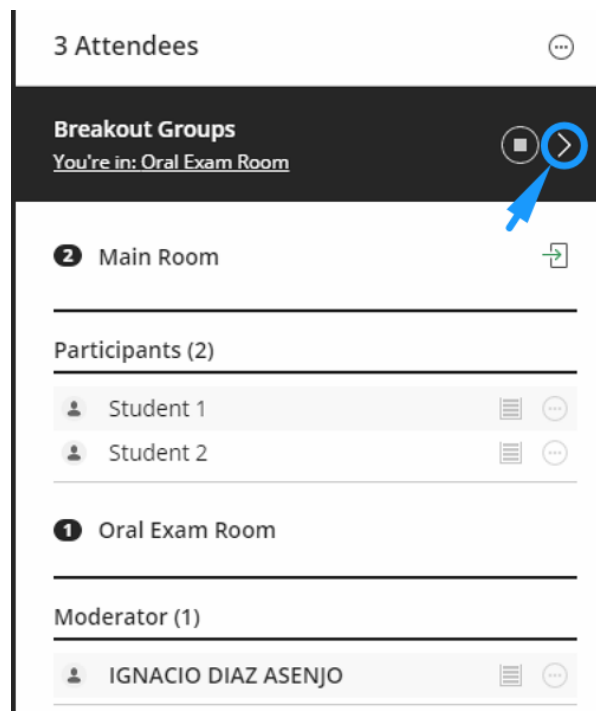 3 Attendees
Breakout Groups
You're in: Oral Exam Room
2 Main Room
Participants (2)
Student 1
Student 2
1 Oral Exam Room
Moderator (1)
IGNACIO DIAZ ASENJO